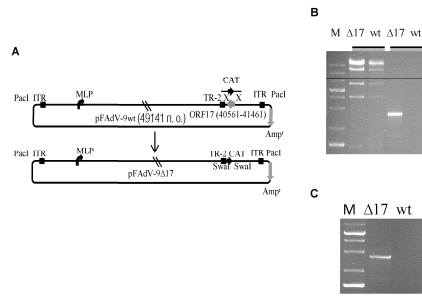 A
CAT
PacI ITR MLP TR-2 X X ITR PacI
pFAdV-9wt (49141 п. о.) ORF17 (40561-41461)
Ampʳ
PacI ITR MLP TR-2 CAT ITR PacI
SwaI SwaI
pFAdV-9Δ17
Ampʳ
B
M Δ17 wt Δ17 wt
C
M Δ17 wt